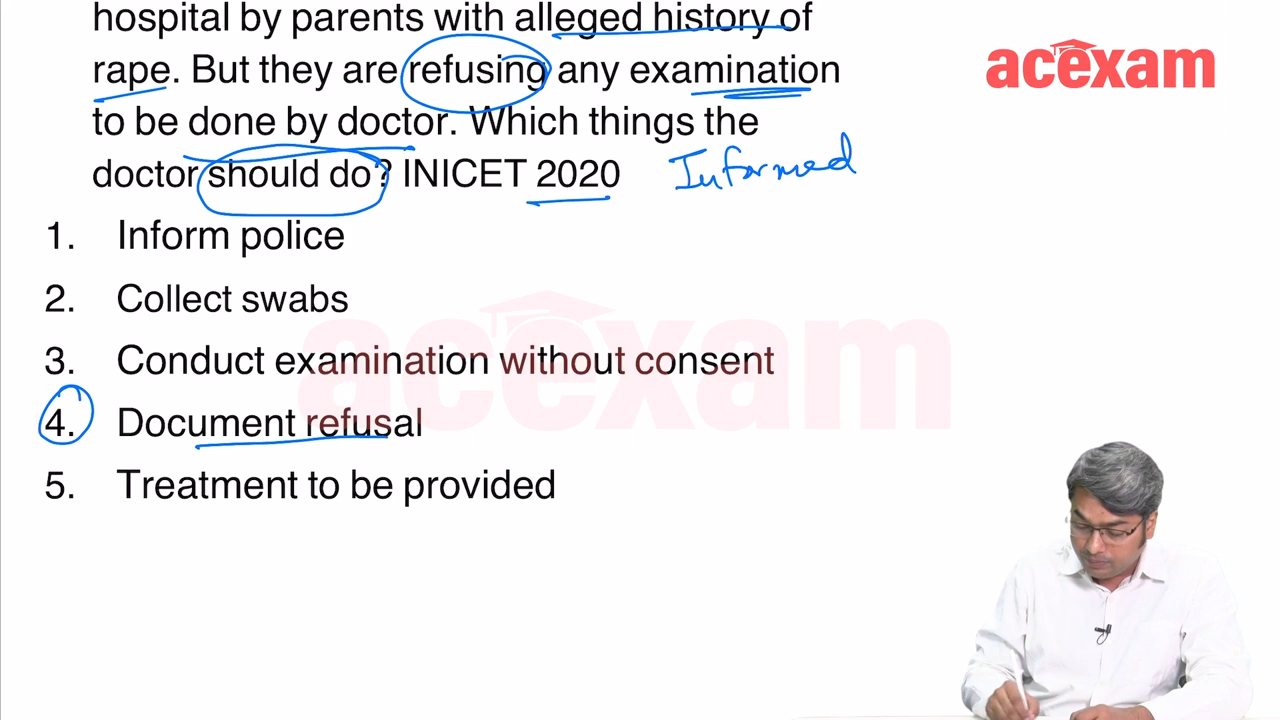 hospital by parents with alleged history of
acexam
rape. But they are refusing any examination
to be done by doctor. Which things the
doctor should do? INICET 2020 Informed
1. Inform police
2. Collect swabs
3. Conduct examination without consent
acexam
4. Document refusal
5. Treatment to be provided